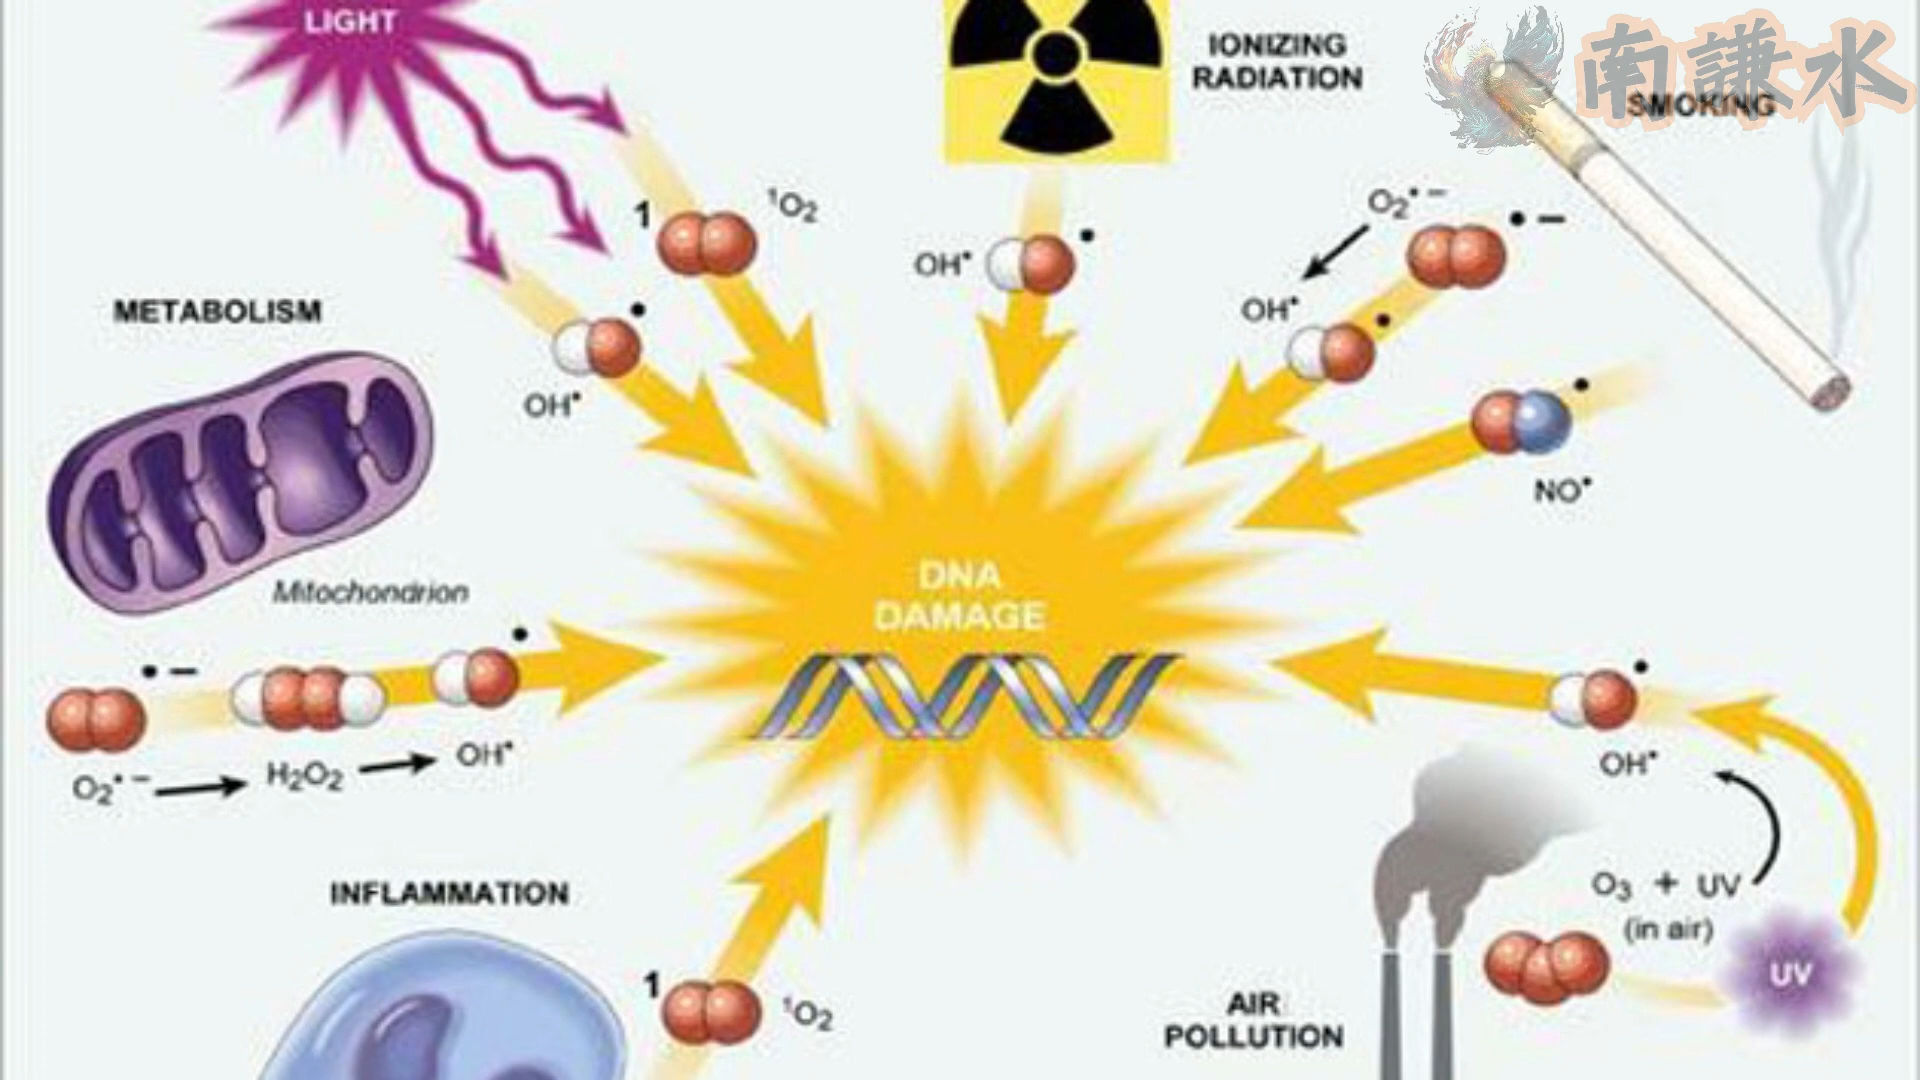 LIGHT
IONIZING
RADIATION
南謙水
SMOKING
1
¹O₂
O₂•–
• –
OH•
OH•
METABOLISM
OH•
NO•
DNA
DAMAGE
Mitochondrion
• –
O₂•–
H₂O₂
OH•
OH•
INFLAMMATION
O₃ + UV
(in air)
UV
1
¹O₂
AIR
POLLUTION